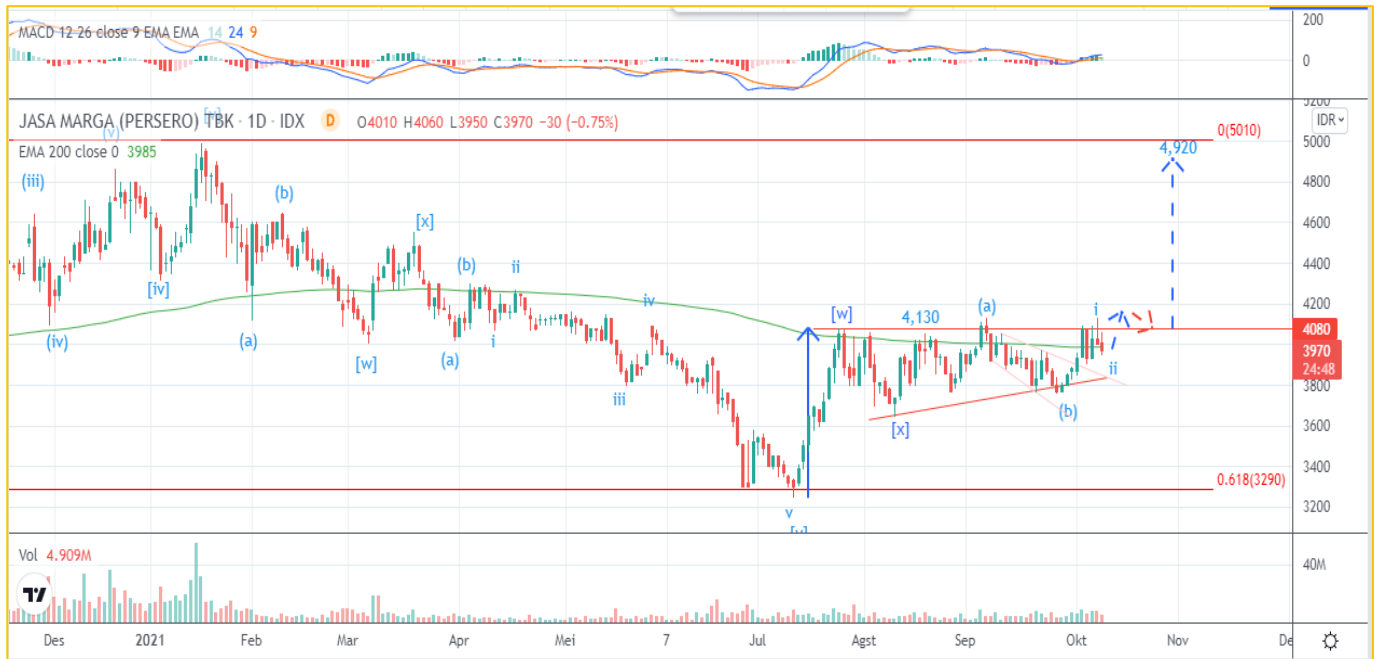 200
MACD 12 26 close 9 EMA EMA 14 24 9
0
5200
JASA MARGA (PERSERO) TBK · 1D · IDX D O4010 H4060 L3950 C3970 −30 (−0.75%)
IDR
(v)
0(5010)
EMA 200 close 0 3985
5000
4,920
4800
(iii)
(b)
4600
[x]
4400
(b)
ii
[iv]
4200
(iv)
(a)
[w]
(a)
i
iv
[w]
4,130
(a)
i
4080
3970
24:48
ii
3800
iii
(b)
[x]
3600
3400
0.618(3290)
3200
v
Vol 4.909M
40M
Des
2021
Feb
Mar
Apr
Mei
7
Jul
Agst
Sep
Okt
Nov
De